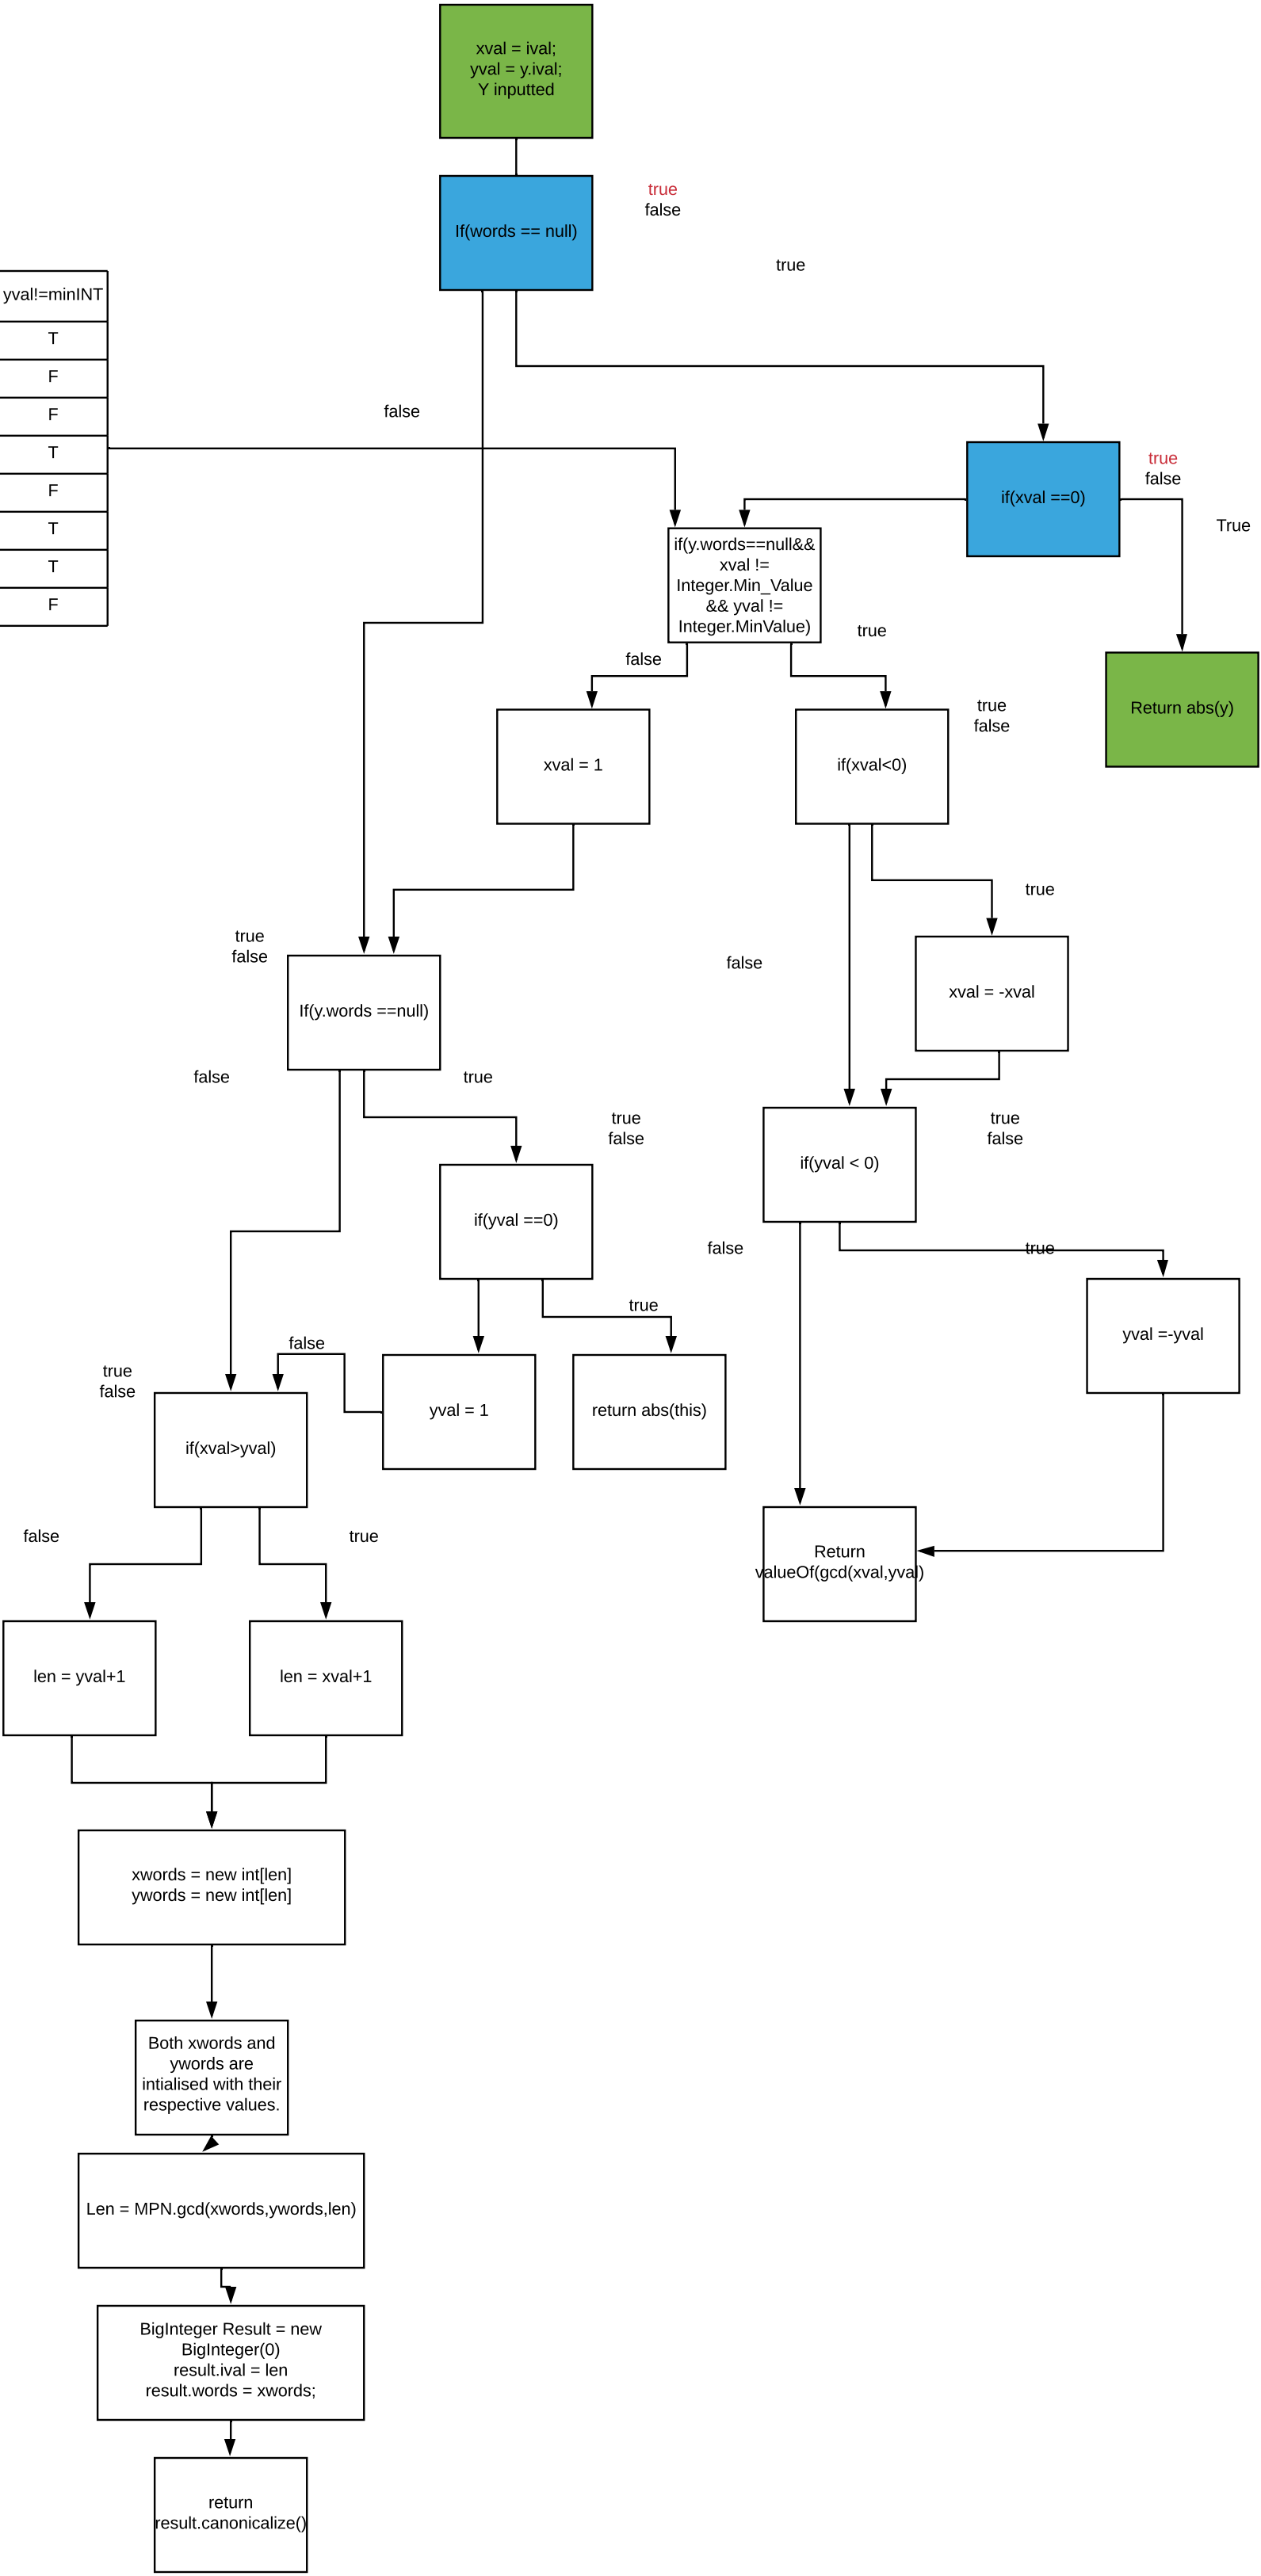 xval = ival;
yval = y.ival;
Y inputted
If(words == null)
true
false
true
yval!=minINT
T
F
F
T
F
T
T
F
false
if(xval ==0)
true
false
True
if(y.words==null&&
xval !=
Integer.Min_Value
&& yval !=
Integer.MinValue)
true
false
Return abs(y)
xval = 1
if(xval<0)
true
false
true
false
xval = -xval
true
false
If(y.words ==null)
false
true
true
false
if(yval ==0)
if(yval < 0)
true
false
false
true
yval =-yval
true
false
true
false
if(xval>yval)
yval = 1
return abs(this)
false
true
Return
valueOf(gcd(xval,yval)
len = yval+1
len = xval+1
xwords = new int[len]
ywords = new int[len]
Both xwords and
ywords are
intialised with their
respective values.
Len = MPN.gcd(xwords,ywords,len)
BigInteger Result = new
BigInteger(0)
result.ival = len
result.words = xwords;
return
result.canonicalize()